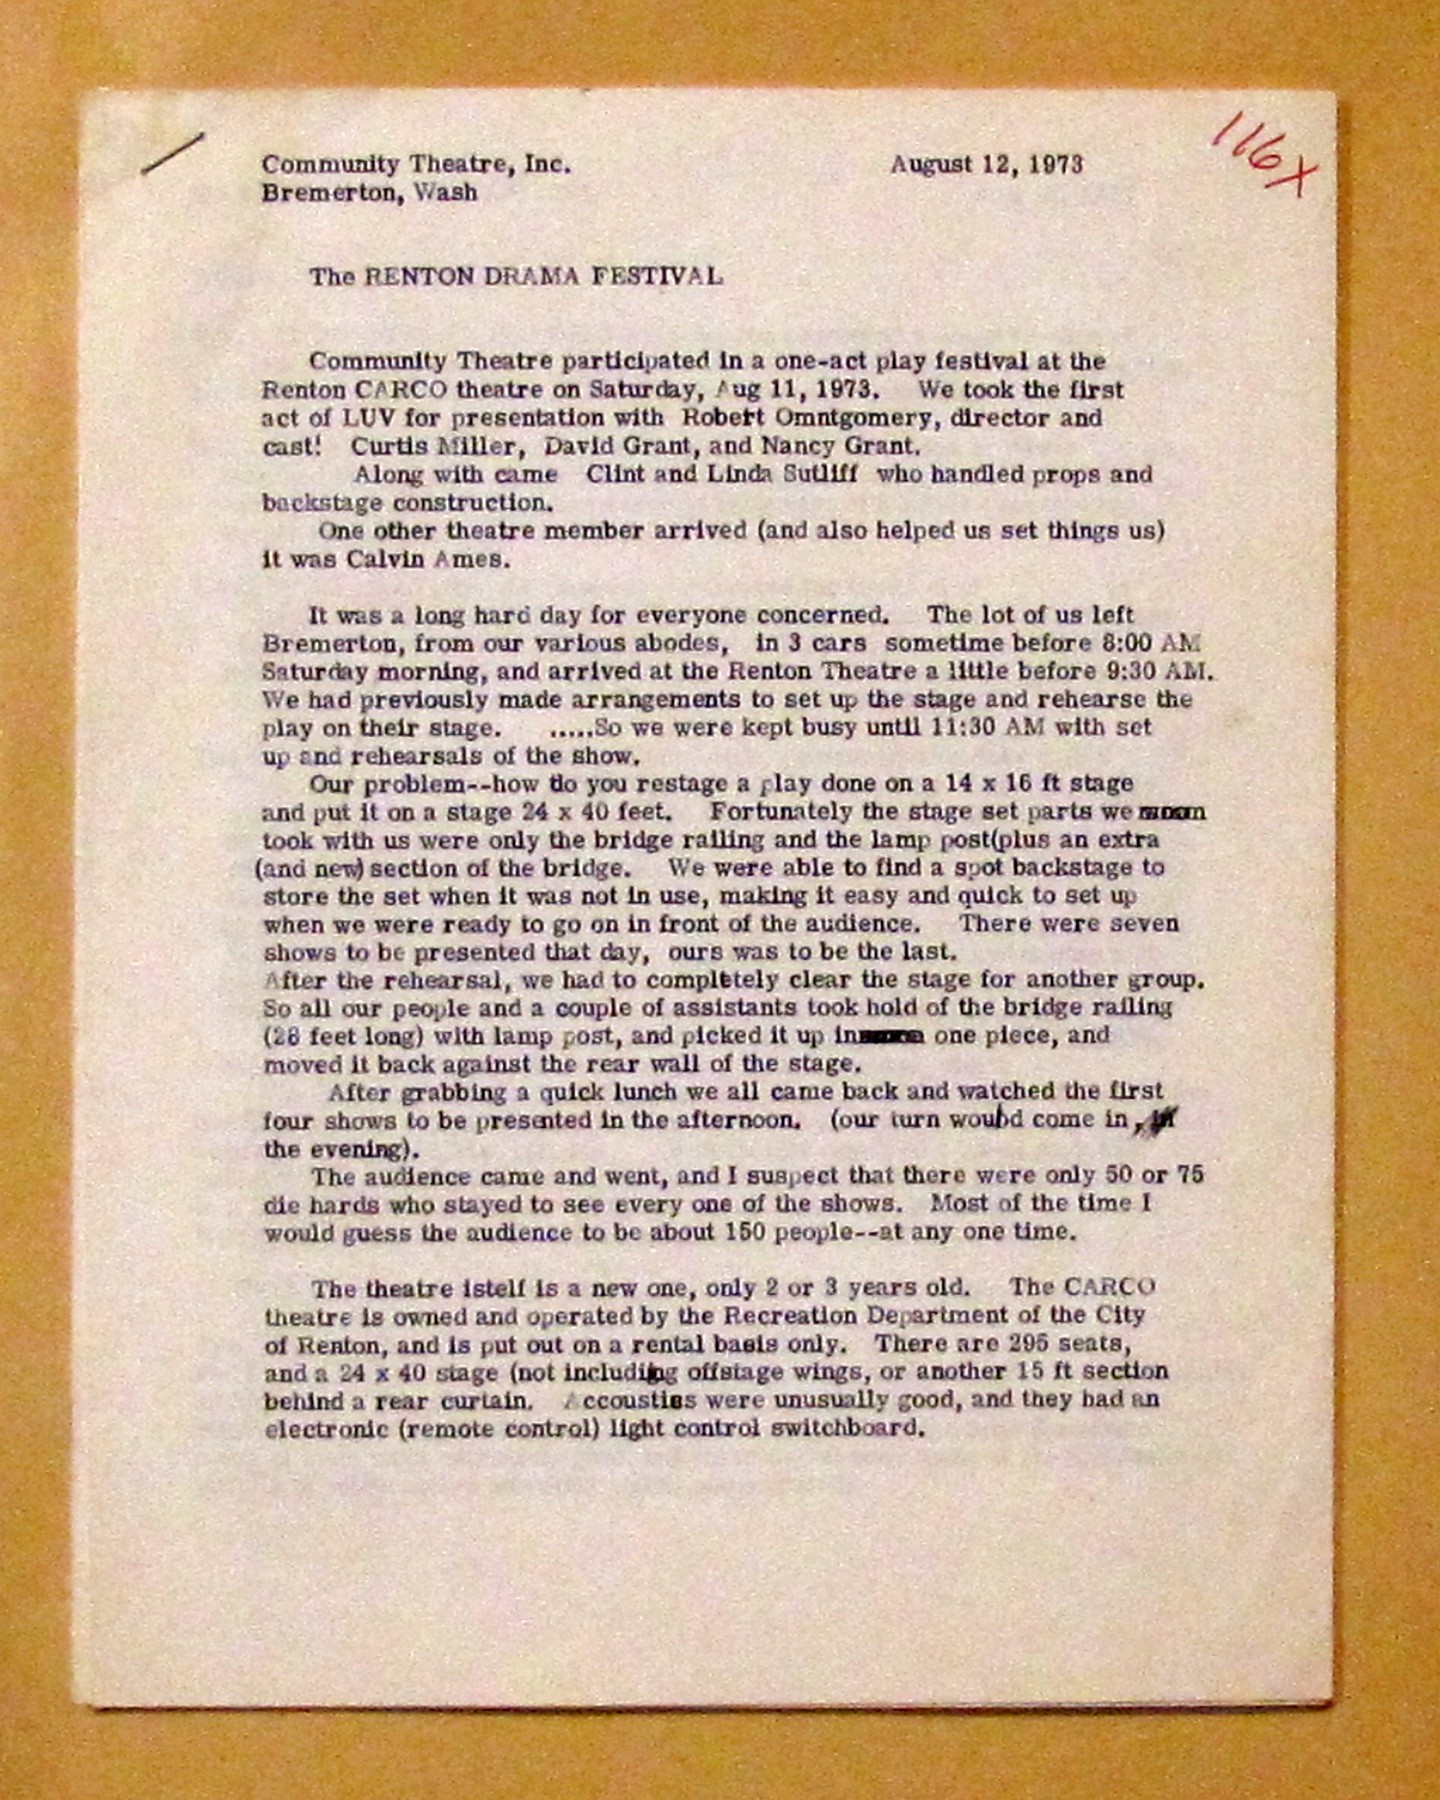 116X
Community Theatre, Inc. August 12, 1973
Bremerton, Wash
The RENTON DRAMA FESTIVAL
Community Theatre participated in a one-act play festival at the
Renton CARCO theatre on Saturday, Aug 11, 1973. We took the first
act of LUV for presentation with Robert Omntgomery, director and
cast: Curtis Miller, David Grant, and Nancy Grant.
Along with came Clint and Linda Sutliff who handled props and
backstage construction.
One other theatre member arrived (and also helped us set things us)
it was Calvin Ames.
It was a long hard day for everyone concerned. The lot of us left
Bremerton, from our various abodes, in 3 cars sometime before 8:00 AM
Saturday morning, and arrived at the Renton Theatre a little before 9:30 AM.
We had previously made arrangements to set up the stage and rehearse the
play on their stage. .....So we were kept busy until 11:30 AM with set
up and rehearsals of the show.
Our problem--how do you restage a play done on a 14 x 16 ft stage
and put it on a stage 24 x 40 feet. Fortunately the stage set parts we
took with us were only the bridge railing and the lamp post(plus an extra
(and new) section of the bridge. We were able to find a spot backstage to
store the set when it was not in use, making it easy and quick to set up
when we were ready to go on in front of the audience. There were seven
shows to be presented that day, ours was to be the last.
After the rehearsal, we had to completely clear the stage for another group.
So all our people and a couple of assistants took hold of the bridge railing
(28 feet long) with lamp post, and picked it up in one piece, and
moved it back against the rear wall of the stage.
After grabbing a quick lunch we all came back and watched the first
four shows to be presented in the afternoon. (our turn would come in
the evening).
The audience came and went, and I suspect that there were only 50 or 75
die hards who stayed to see every one of the shows. Most of the time I
would guess the audience to be about 150 people--at any one time.
The theatre istelf is a new one, only 2 or 3 years old. The CARCO
theatre is owned and operated by the Recreation Department of the City
of Renton, and is put out on a rental basis only. There are 295 seats,
and a 24 x 40 stage (not including offstage wings, or another 15 ft section
behind a rear curtain. Accoustics were unusually good, and they had an
electronic (remote control) light control switchboard.